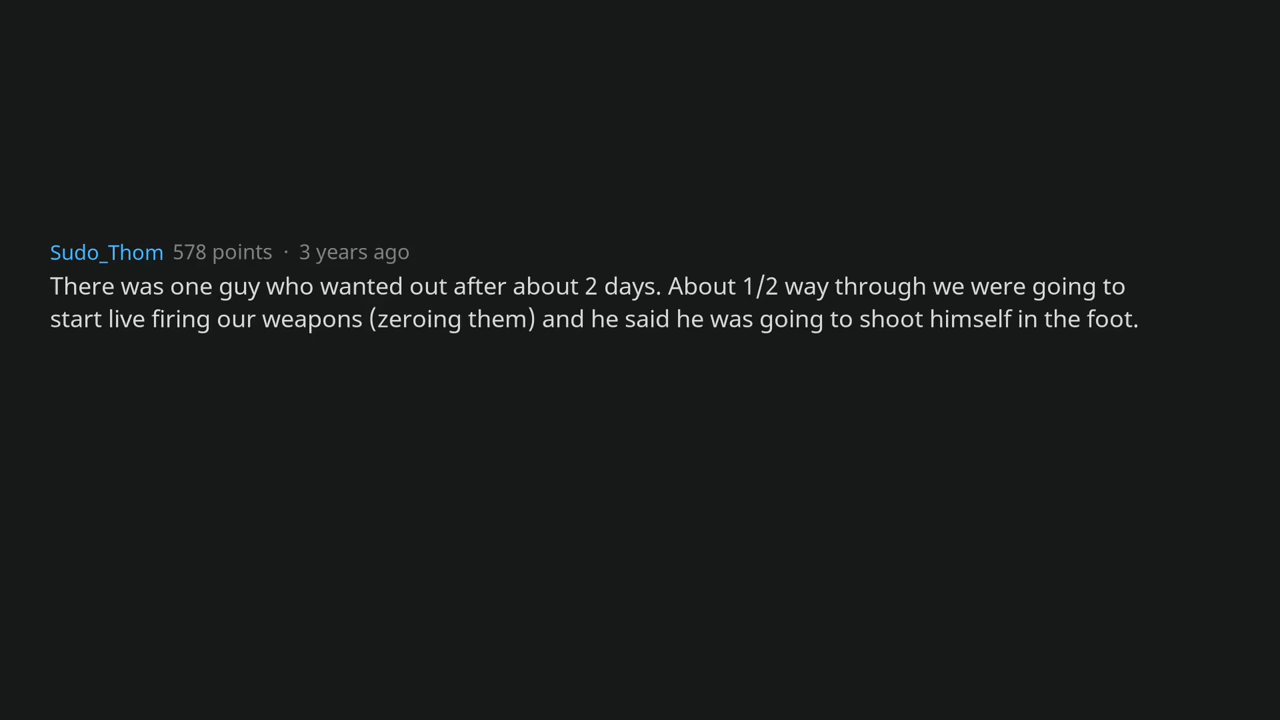 Sudo_Thom 578 points · 3 years ago
There was one guy who wanted out after about 2 days. About 1/2 way through we were going to
start live firing our weapons (zeroing them) and he said he was going to shoot himself in the foot.